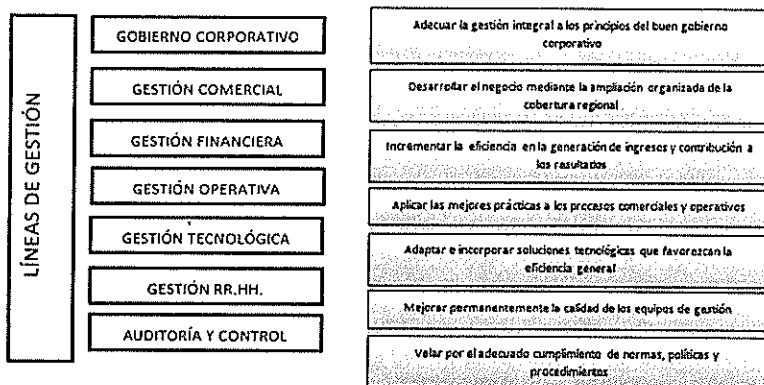 LÍNEAS DE GESTIÓN
GOBIERNO CORPORATIVO
Adecuar la gestión integral a los principios del buen gobierno
corporativo
GESTIÓN COMERCIAL
Desarrollar el negocio mediante la ampliación organizada de la
cobertura regional
GESTIÓN FINANCIERA
Incrementar la eficiencia en la generación de ingresos y contribución a
los resultados
GESTIÓN OPERATIVA
Aplicar las mejores prácticas a los procesos comerciales y operativos
GESTIÓN TECNOLÓGICA
Adaptar e incorporar soluciones tecnológicas que favorezcan la
eficiencia general
GESTIÓN RR.HH.
Mejorar permanentemente la calidad de los equipos de gestión
AUDITORÍA Y CONTROL
Velar por el adecuado cumplimiento de normas, políticas y
procedimientos